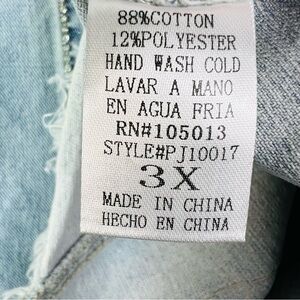 88%COTTON
12%POLYESTER
HAND WASH COLD
LAVAR A MANO
EN AGUA FRIA
RN#105013
STYLE#PJ10017
3X
MADE IN CHINA
HECHO EN CHINA